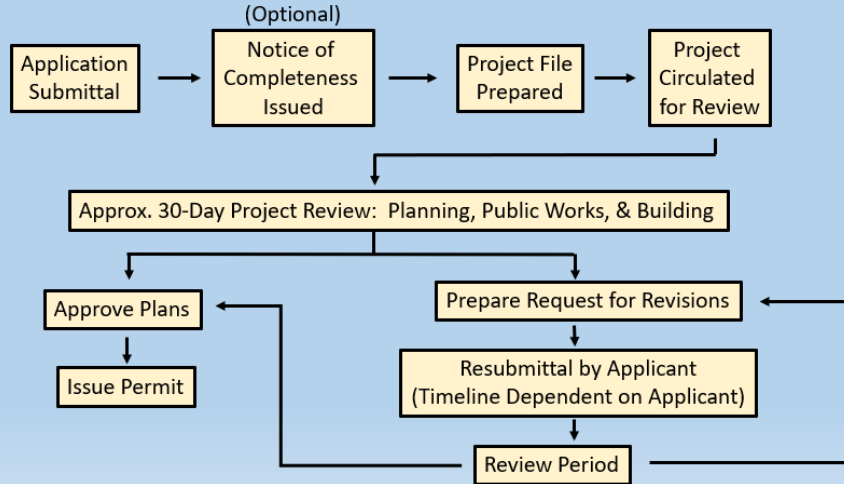 (Optional)
Application
Submittal
Notice of
Completeness
Issued
Project File
Prepared
Project
Circulated
for Review
Approx. 30-Day Project Review: Planning, Public Works, & Building
Approve Plans
Issue Permit
Prepare Request for Revisions
Resubmittal by Applicant
(Timeline Dependent on Applicant)
Review Period